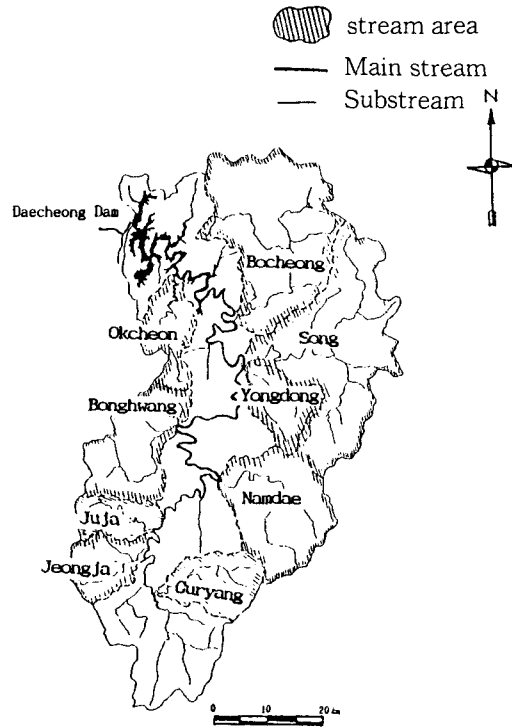 stream area
Main stream
Substream
N
Daecheong Dam
Bocheong
Okcheon
Song
Bonghwang
Yongdong
Namdae
Juja
Jeongja
Guryang
0 10 20 km